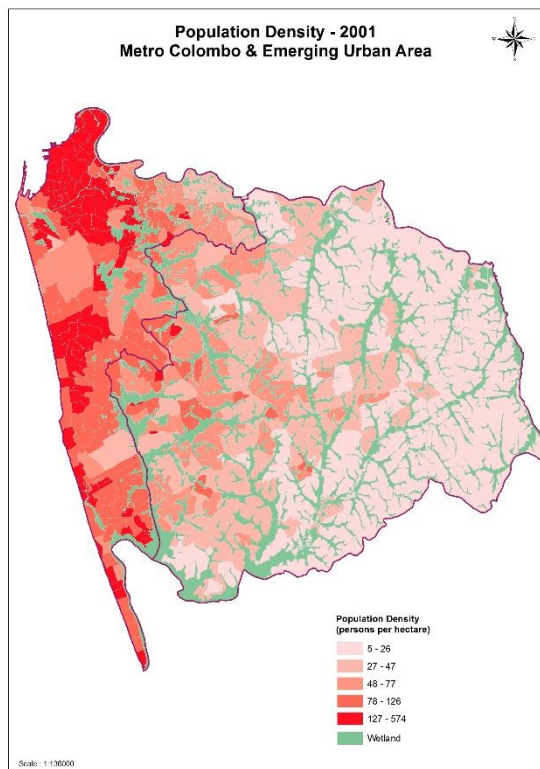 Population Density - 2001
Metro Colombo & Emerging Urban Area
Population Density
(persons per hectare)
5 - 26
27 - 47
48 - 77
78 - 126
127 - 574
Wetland
Scale : 1:136000